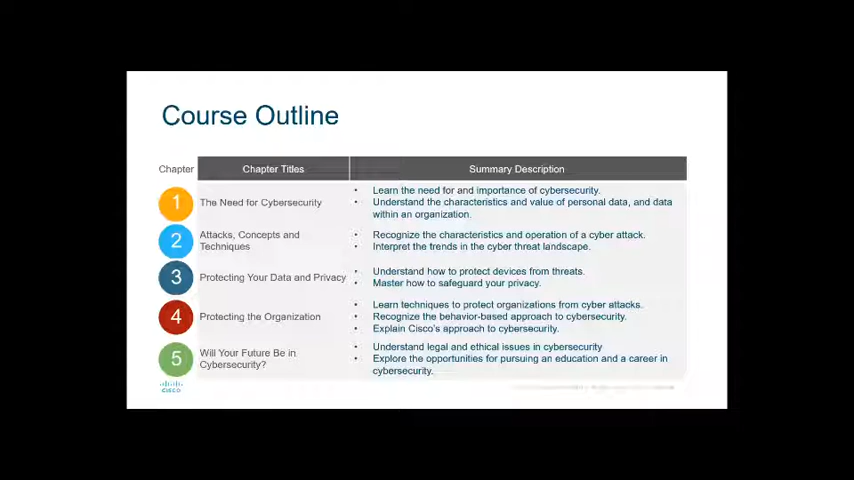 Course Outline
Chapter
Chapter Titles
Summary Description
1
The Need for Cybersecurity
• Learn the need for and importance of cybersecurity.
• Understand the characteristics and value of personal data, and data
within an organization.
2
Attacks, Concepts and
Techniques
• Recognize the characteristics and operation of a cyber attack.
• Interpret the trends in the cyber threat landscape.
3
Protecting Your Data and Privacy
• Understand how to protect devices from threats.
• Master how to safeguard your privacy.
4
Protecting the Organization
• Learn techniques to protect organizations from cyber attacks.
• Recognize the behavior-based approach to cybersecurity.
• Explain Cisco's approach to cybersecurity.
5
Will Your Future Be in
Cybersecurity?
• Understand legal and ethical issues in cybersecurity
• Explore the opportunities for pursuing an education and a career in
cybersecurity.
CISCO